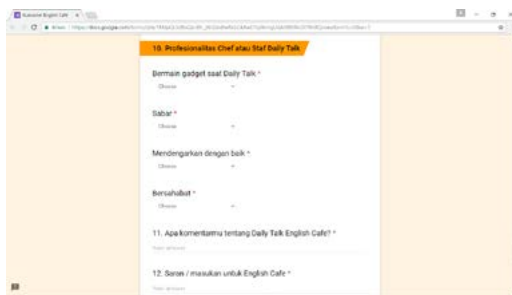 10. Profesionalitas Chef atau Staf Daily Talk
Bermain gadget saat Daily Talk *
Choose
Sabar *
Choose
Mendengarkan dengan baik *
Choose
Bersahabat *
Choose
11. Apa komentarmu tentang Daily Talk English Cafe? *
Your answer
12. Saran / masukan untuk English Cafe *
Your answer